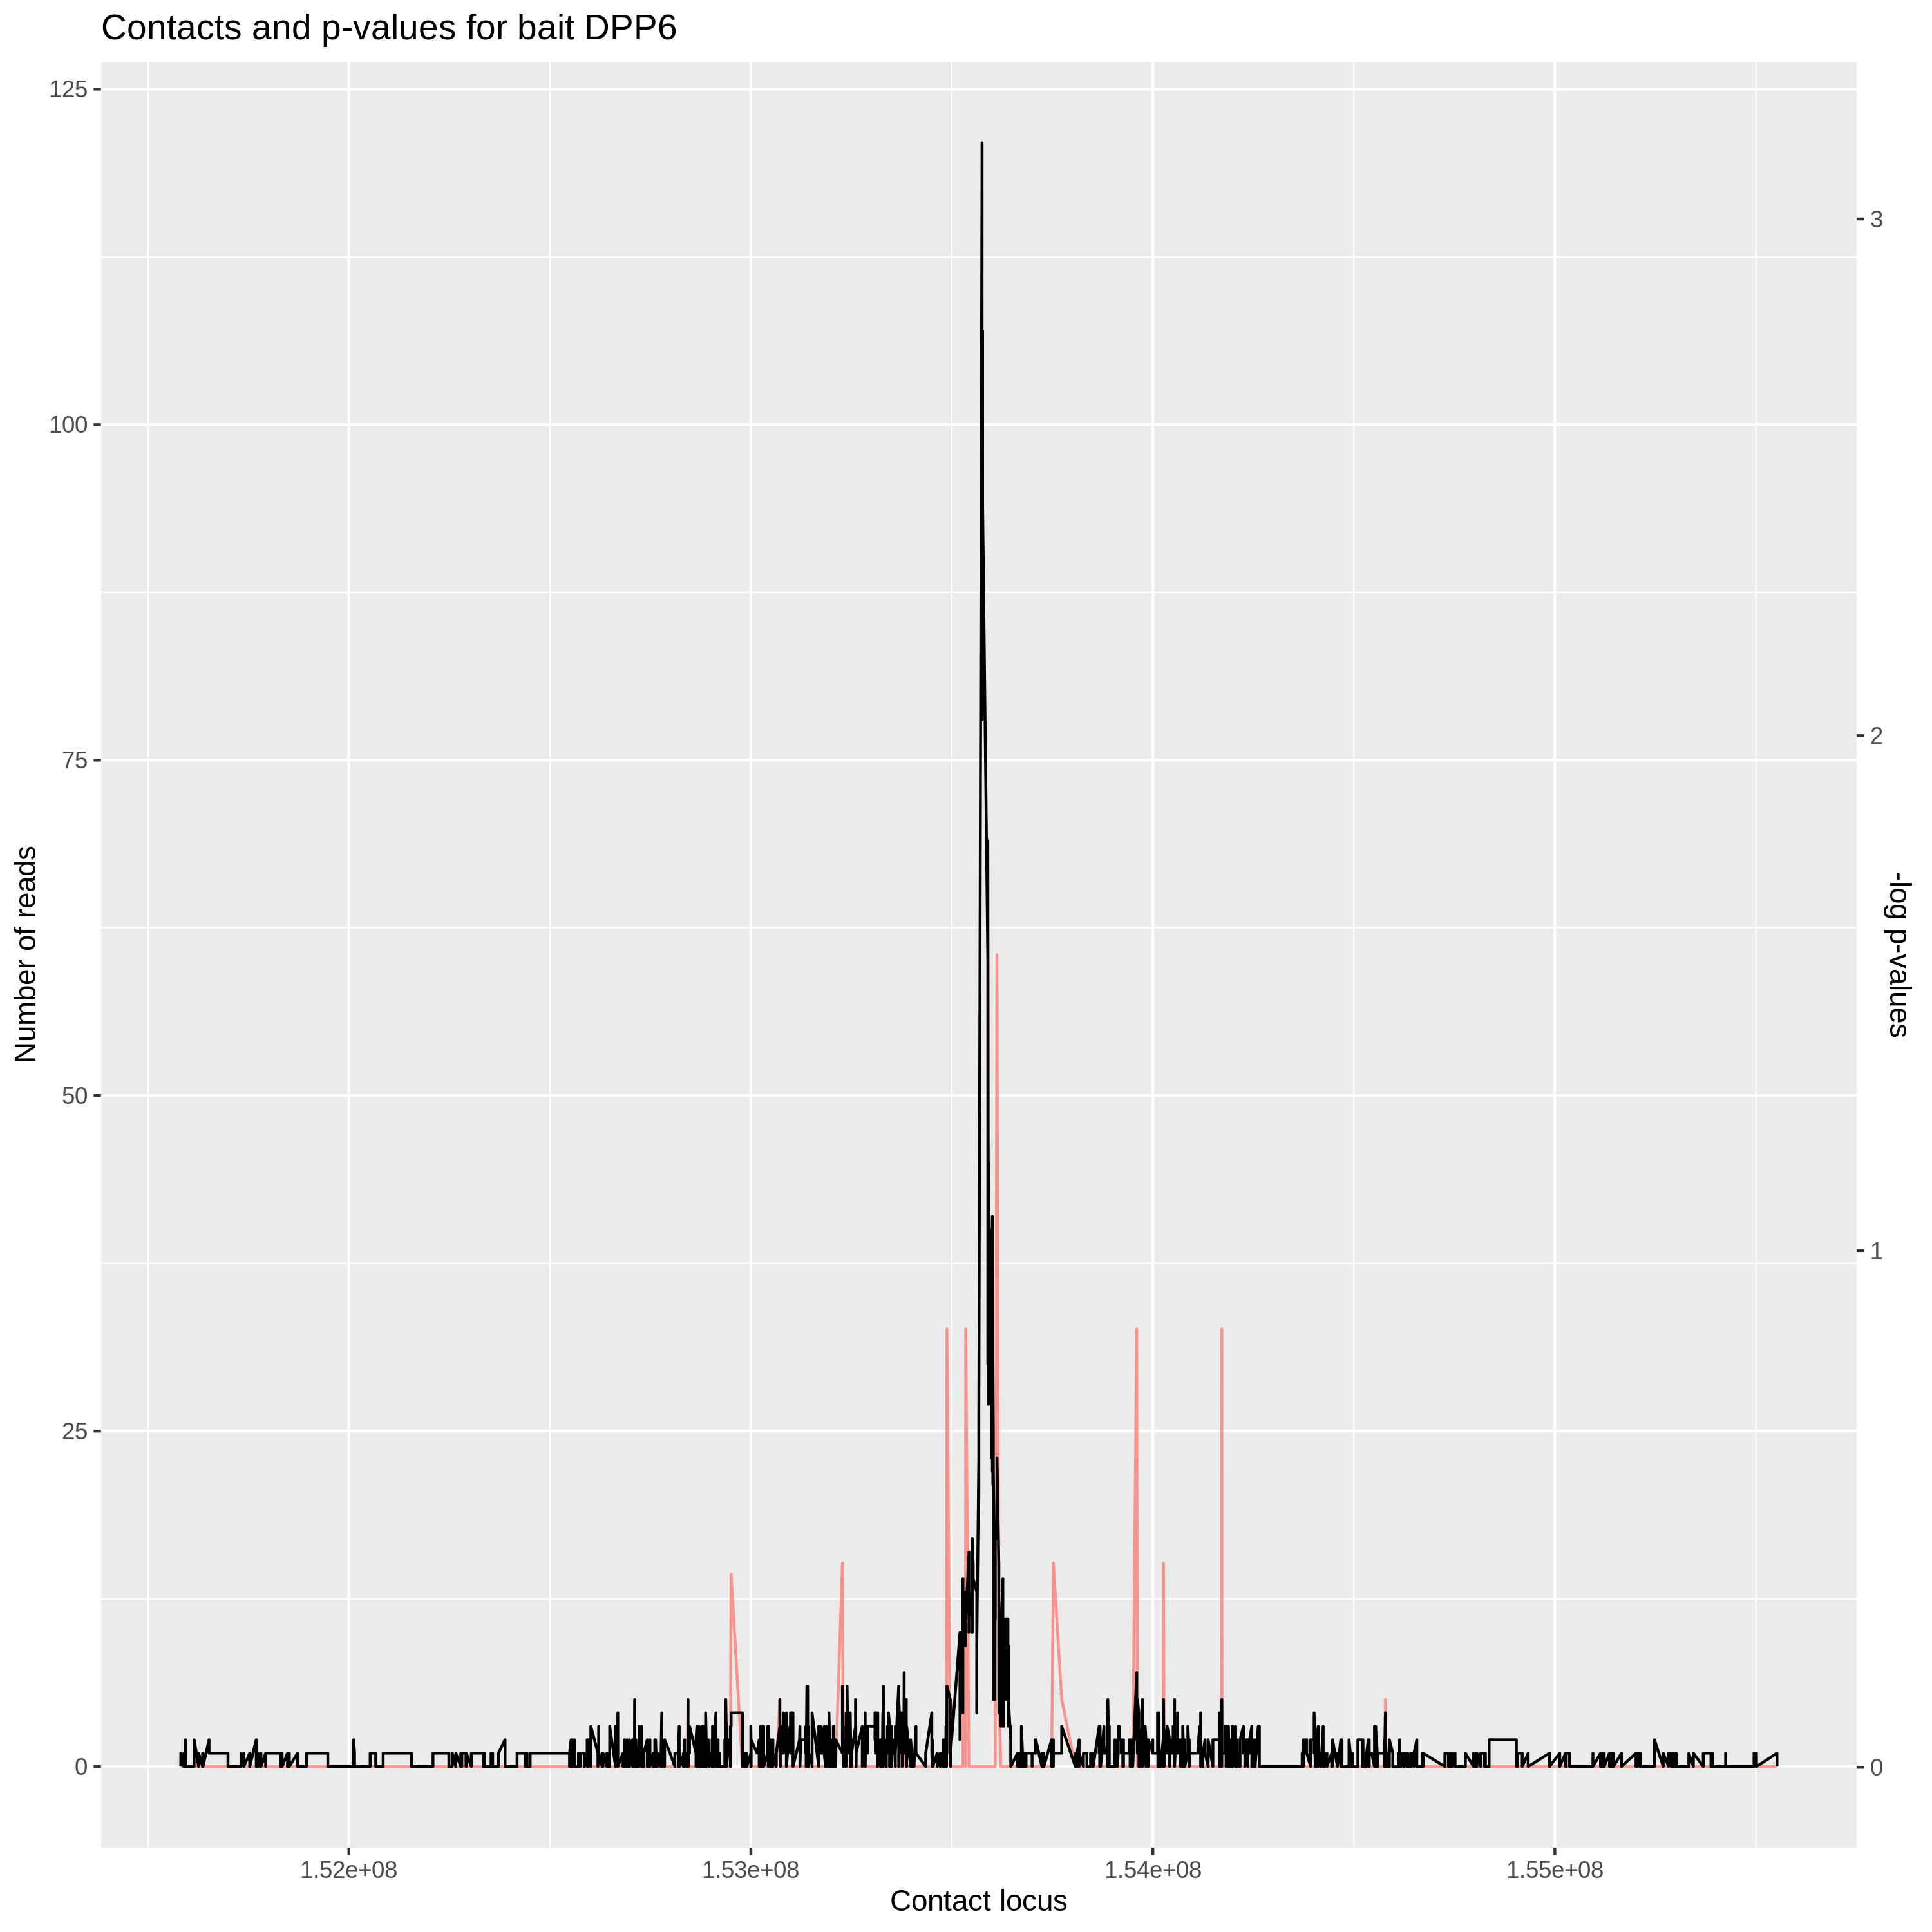 Contacts and p-values for bait DPP6
125
100
75
50
25
0
Number of reads
3
2
1
0
-log p-values
1.52e+08 1.53e+08 1.54e+08 1.55e+08
Contact locus